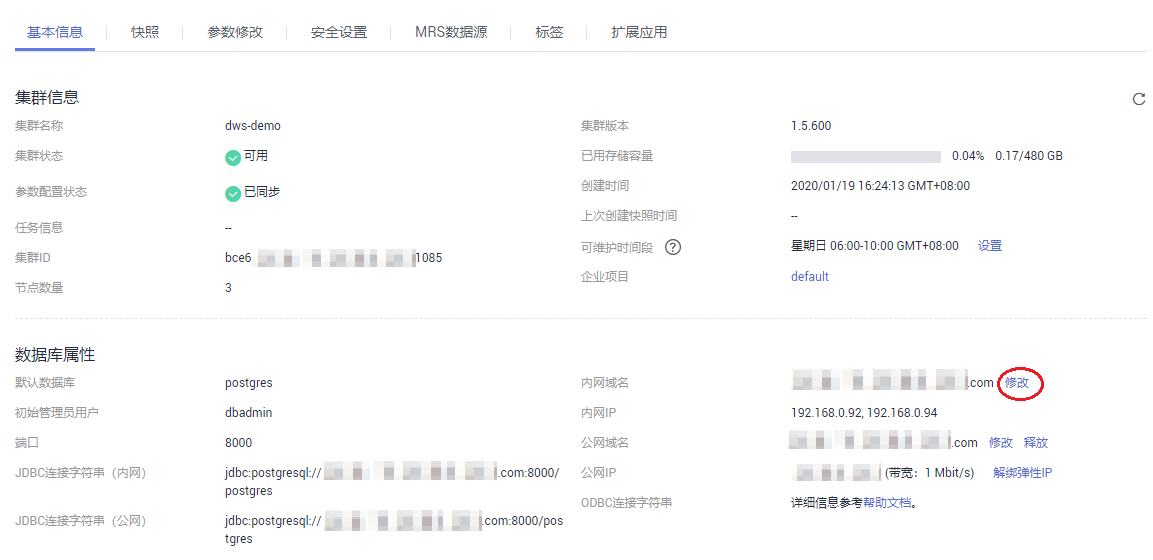 基本信息 快照 参数修改 安全设置 MRS数据源 标签 扩展应用
集群信息
集群名称 dws-demo
集群状态 可用
参数配置状态 已同步
任务信息 --
集群ID bce6 1085
节点数量 3
集群版本 1.5.600
已用存储容量 0.04% 0.17/480 GB
创建时间 2020/01/19 16:24:13 GMT+08:00
上次创建快照时间 --
可维护时间段 ? 星期日 06:00-10:00 GMT+08:00 设置
企业项目 default
数据库属性
默认数据库 postgres
初始管理员用户 dbadmin
端口 8000
JDBC连接字符串（内网） jdbc:postgresql:// .com:8000/
postgres
JDBC连接字符串（公网） jdbc:postgresql:// .com:8000/pos
tgres
内网域名 .com 修改
内网IP 192.168.0.92, 192.168.0.94
公网域名 .com 修改 释放
公网IP (带宽：1 Mbit/s) 解绑弹性IP
ODBC连接字符串 详细信息参考帮助文档。